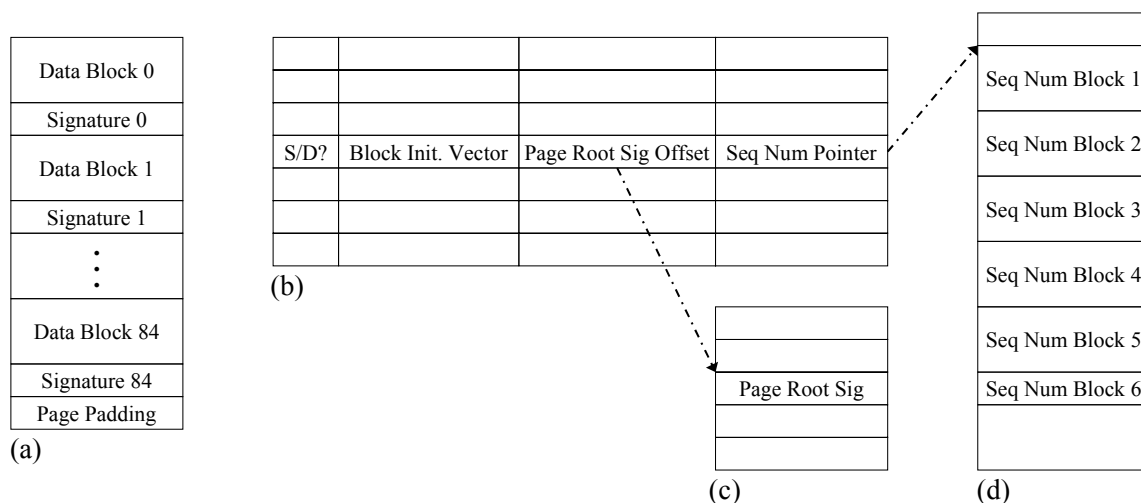 Data Block 0
Signature 0
Data Block 1
Signature 1
Data Block 84
Signature 84
Page Padding
(a)
S/D? Block Init. Vector Page Root Sig Offset Seq Num Pointer
(b)
Page Root Sig
(c)
Seq Num Block 1
Seq Num Block 2
Seq Num Block 3
Seq Num Block 4
Seq Num Block 5
Seq Num Block 6
(d)